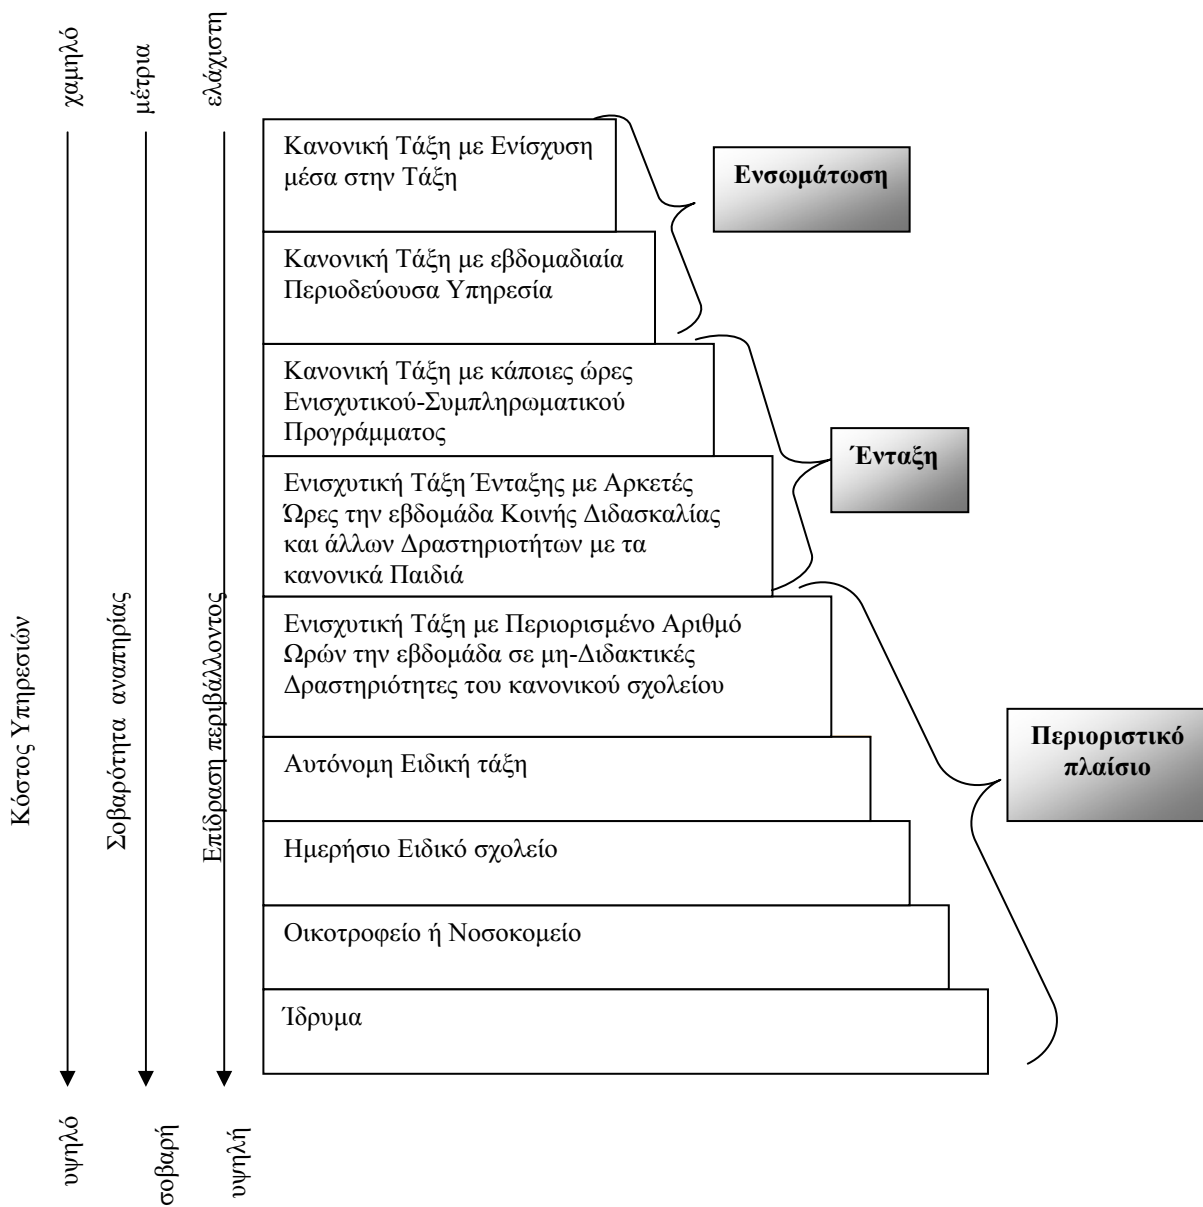 χαμηλό
μέτρια
ελάχιστη
Κανονική Τάξη με Ενίσχυση
μέσα στην Τάξη
Ενσωμάτωση
Κανονική Τάξη με εβδομαδιαία
Περιοδεύουσα Υπηρεσία
Κανονική Τάξη με κάποιες ώρες
Ενισχυτικού-Συμπληρωματικού
Προγράμματος
Ένταξη
Ενισχυτική Τάξη Ένταξης με Αρκετές
Ώρες την εβδομάδα Κοινής Διδασκαλίας
και άλλων Δραστηριοτήτων με τα
κανονικά Παιδιά
Κόστος Υπηρεσιών
Σοβαρότητα αναπηρίας
Επίδραση περιβάλλοντος
Ενισχυτική Τάξη με Περιορισμένο Αριθμό
Ωρών την εβδομάδα σε μη-Διδακτικές
Δραστηριότητες του κανονικού σχολείου
Περιοριστικό
πλαίσιο
Αυτόνομη Ειδική τάξη
Ημερήσιο Ειδικό σχολείο
Οικοτροφείο ή Νοσοκομείο
Ίδρυμα
υψηλό
σοβαρή
υψηλή